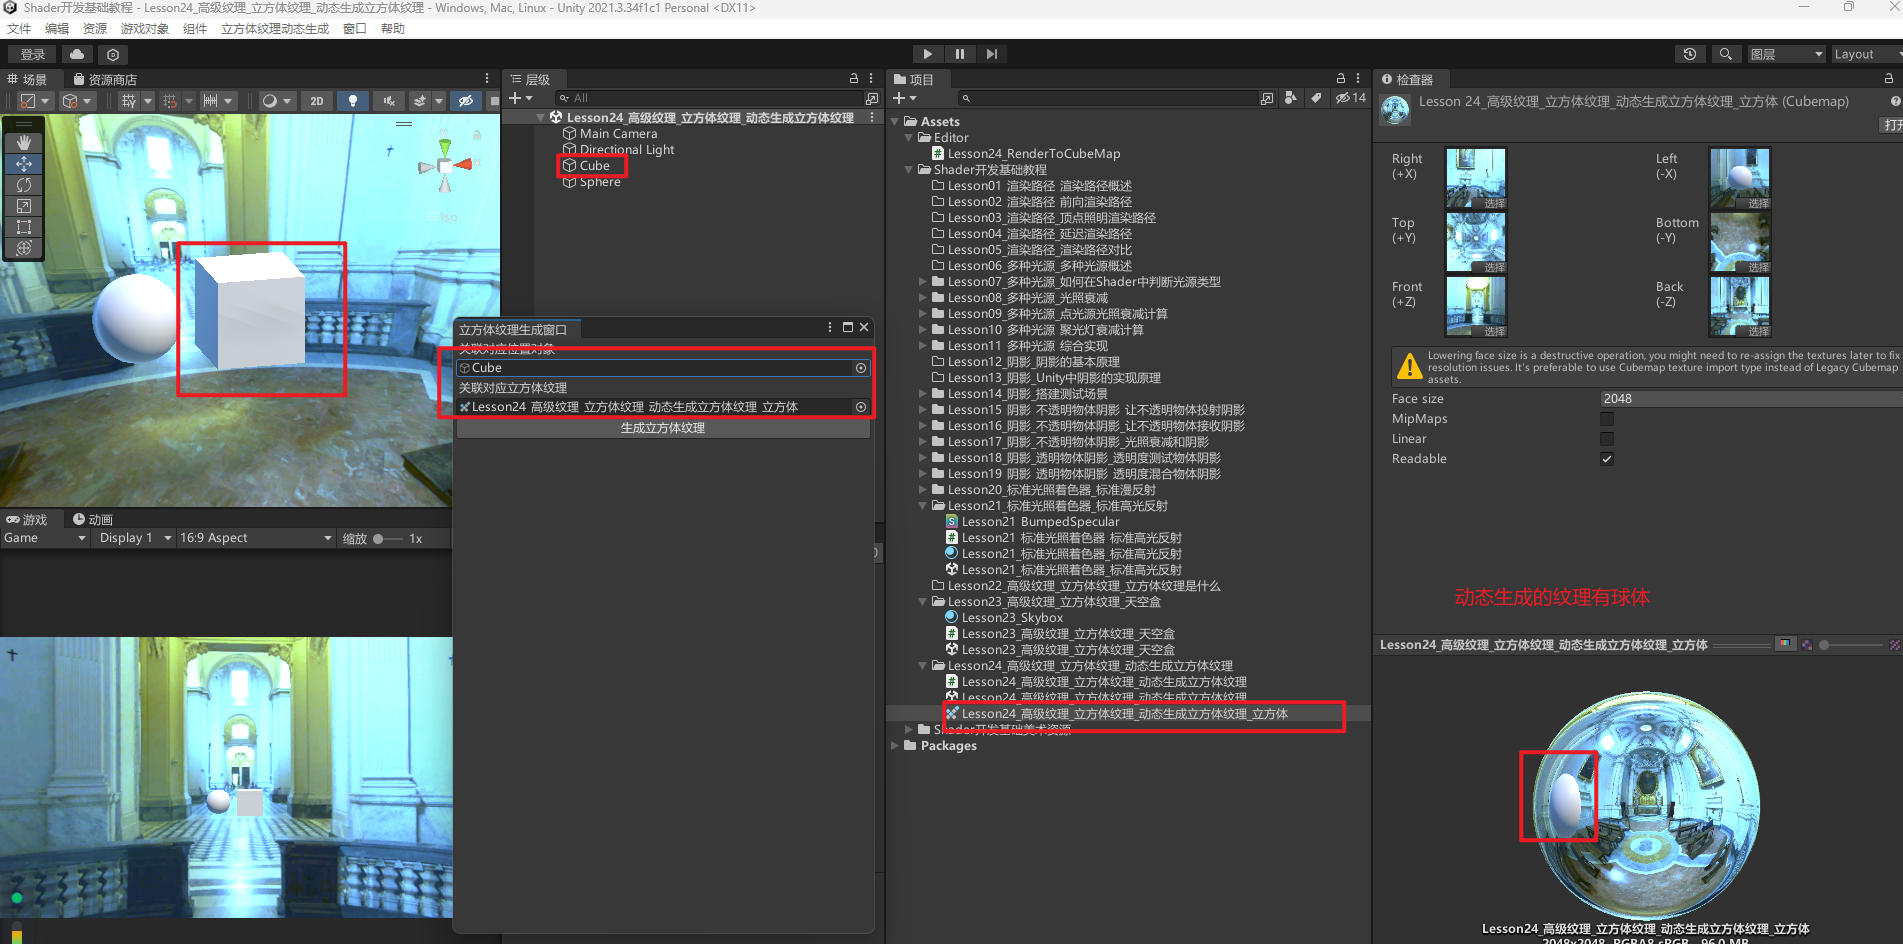 Shader开发基础教程 - Lesson24_高级纹理_立方体纹理_动态生成立方体纹理 - Windows, Mac, Linux - Unity 2021.3.34f1c1 Personal <DX11>
文件 编辑 资源 游戏对象 组件 立方体纹理动态生成 窗口 帮助
登录
图层
Layout
场景
资源商店
2D
Iso
层级
All
Lesson24_高级纹理_立方体纹理_动态生成立方体纹理
Main Camera
Directional Light
Cube
Sphere
立方体纹理生成窗口
关联对应位置对象
Cube
关联对应立方体纹理
Lesson24_高级纹理_立方体纹理_动态生成立方体纹理_立方体
生成立方体纹理
游戏
动画
Game
Display 1
16:9 Aspect
缩放
1x
项目
14
Assets
Editor
Lesson24_RenderToCubeMap
Shader开发基础教程
Lesson01_渲染路径_渲染路径概述
Lesson02_渲染路径_前向渲染路径
Lesson03_渲染路径_顶点照明渲染路径
Lesson04_渲染路径_延迟渲染路径
Lesson05_渲染路径_渲染路径对比
Lesson06_多种光源_多种光源概述
Lesson07_多种光源_如何在Shader中判断光源类型
Lesson08_多种光源_光照衰减
Lesson09_多种光源_点光源光照衰减计算
Lesson10_多种光源_聚光灯衰减计算
Lesson11_多种光源_综合实现
Lesson12_阴影_阴影的基本原理
Lesson13_阴影_Unity中阴影的实现原理
Lesson14_阴影_搭建测试场景
Lesson15_阴影_不透明物体阴影_让不透明物体投射阴影
Lesson16_阴影_不透明物体阴影_让不透明物体接收阴影
Lesson17_阴影_不透明物体阴影_光照衰减和阴影
Lesson18_阴影_透明物体阴影_透明度测试物体阴影
Lesson19_阴影_透明物体阴影_透明度混合物体阴影
Lesson20_标准光照着色器_标准漫反射
Lesson21_标准光照着色器_标准高光反射
Lesson21_BumpedSpecular
Lesson21_标准光照着色器_标准高光反射
Lesson21_标准光照着色器_标准高光反射
Lesson21_标准光照着色器_标准高光反射
Lesson22_高级纹理_立方体纹理_立方体纹理是什么
Lesson23_高级纹理_立方体纹理_天空盒
Lesson23_Skybox
Lesson23_高级纹理_立方体纹理_天空盒
Lesson23_高级纹理_立方体纹理_天空盒
Lesson24_高级纹理_立方体纹理_动态生成立方体纹理
Lesson24_高级纹理_立方体纹理_动态生成立方体纹理
Lesson24_高级纹理_立方体纹理_动态生成立方体纹理
Lesson24_高级纹理_立方体纹理_动态生成立方体纹理_立方体
Shader开发基础美术资源
Packages
检查器
Lesson 24_高级纹理_立方体纹理_动态生成立方体纹理_立方体 (Cubemap)
打开
Right
(+X)
选择
Left
(-X)
选择
Top
(+Y)
选择
Bottom
(-Y)
选择
Front
(+Z)
选择
Back
(-Z)
选择
Lowering face size is a destructive operation, you might need to re-assign the textures later to fix
resolution issues. It's preferable to use Cubemap texture import type instead of Legacy Cubemap
assets.
Face size
2048
MipMaps
Linear
Readable
动态生成的纹理有球体
Lesson24_高级纹理_立方体纹理_动态生成立方体纹理_立方体
Lesson24_高级纹理_立方体纹理_动态生成立方体纹理_立方体
2048x2048 RGBA8 sRGB 96.0 MB